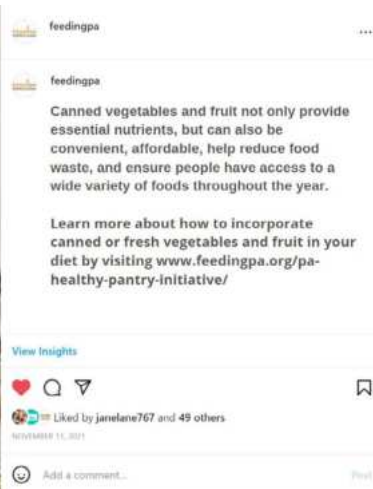 feedingpa
feedingpa
Canned vegetables and fruit not only provide
essential nutrients, but can also be
convenient, affordable, help reduce food
waste, and ensure people have access to a
wide variety of foods throughout the year.
Learn more about how to incorporate
canned or fresh vegetables and fruit in your
diet by visiting www.feedingpa.org/pa-
healthy-pantry-initiative/
View Insights
Liked by janelane767 and 49 others
NOVEMBER 11, 2021
Add a comment...
Post